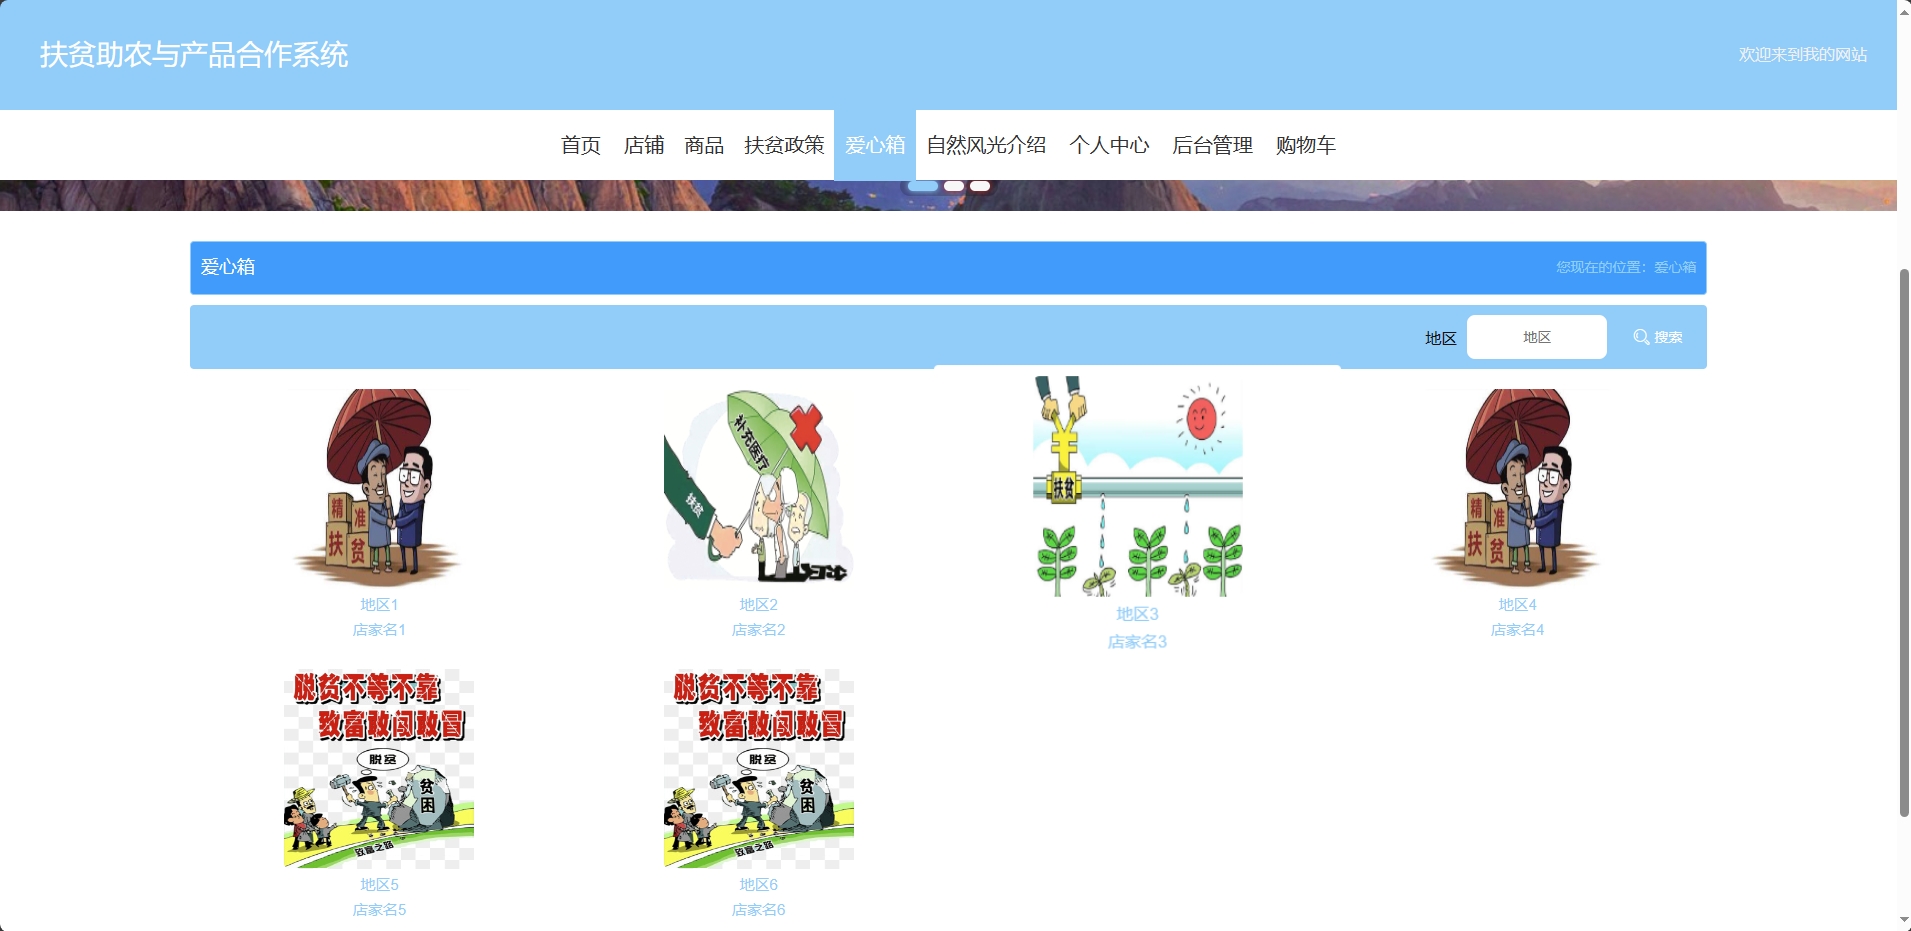 扶贫助农与产品合作系统
欢迎来到我的网站
首页 店铺 商品 扶贫政策 爱心箱 自然风光介绍 个人中心 后台管理 购物车
爱心箱
您现在的位置：爱心箱
地区 地区 搜索
精准
扶贫
补充医疗
扶贫
扶贫
精准
扶贫
地区1 地区2 地区3 地区4
店家名1 店家名2 店家名3 店家名4
脱贫不等不靠
致富敢闯敢冒
脱贫
贫困
致富之路
脱贫不等不靠
致富敢闯敢冒
脱贫
贫困
致富之路
地区5 地区6
店家名5 店家名6